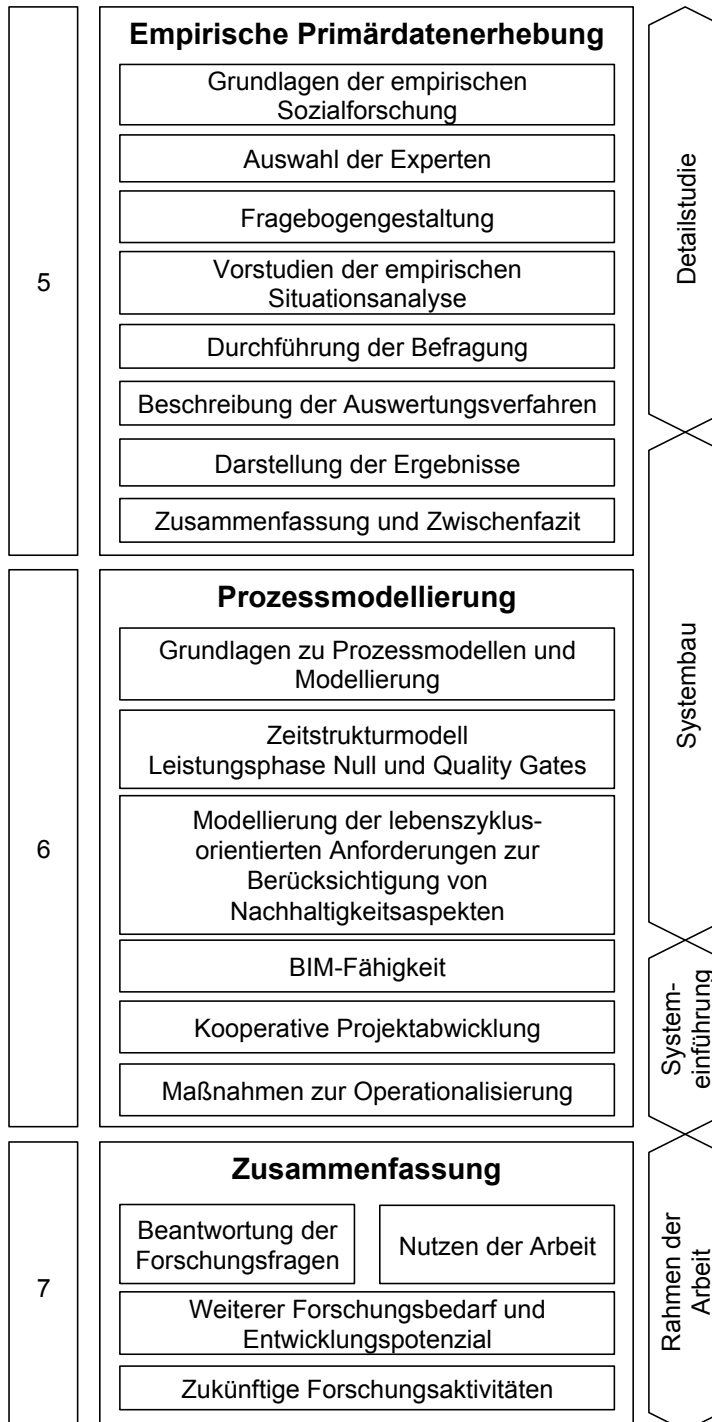 5
Empirische Primärdatenerhebung
Grundlagen der empirischen
Sozialforschung
Auswahl der Experten
Fragebogengestaltung
Vorstudien der empirischen
Situationsanalyse
Durchführung der Befragung
Beschreibung der Auswertungsverfahren
Darstellung der Ergebnisse
Zusammenfassung und Zwischenfazit
Detailstudie
6
Prozessmodellierung
Grundlagen zu Prozessmodellen und
Modellierung
Zeitstrukturmodell
Leistungsphase Null und Quality Gates
Modellierung der lebenszyklus-
orientierten Anforderungen zur
Berücksichtigung von
Nachhaltigkeitsaspekten
BIM-Fähigkeit
Kooperative Projektabwicklung
Maßnahmen zur Operationalisierung
Systembau
System-
einführung
7
Zusammenfassung
Beantwortung der
Forschungsfragen
Nutzen der Arbeit
Weiterer Forschungsbedarf und
Entwicklungspotenzial
Zukünftige Forschungsaktivitäten
Rahmen der
Arbeit